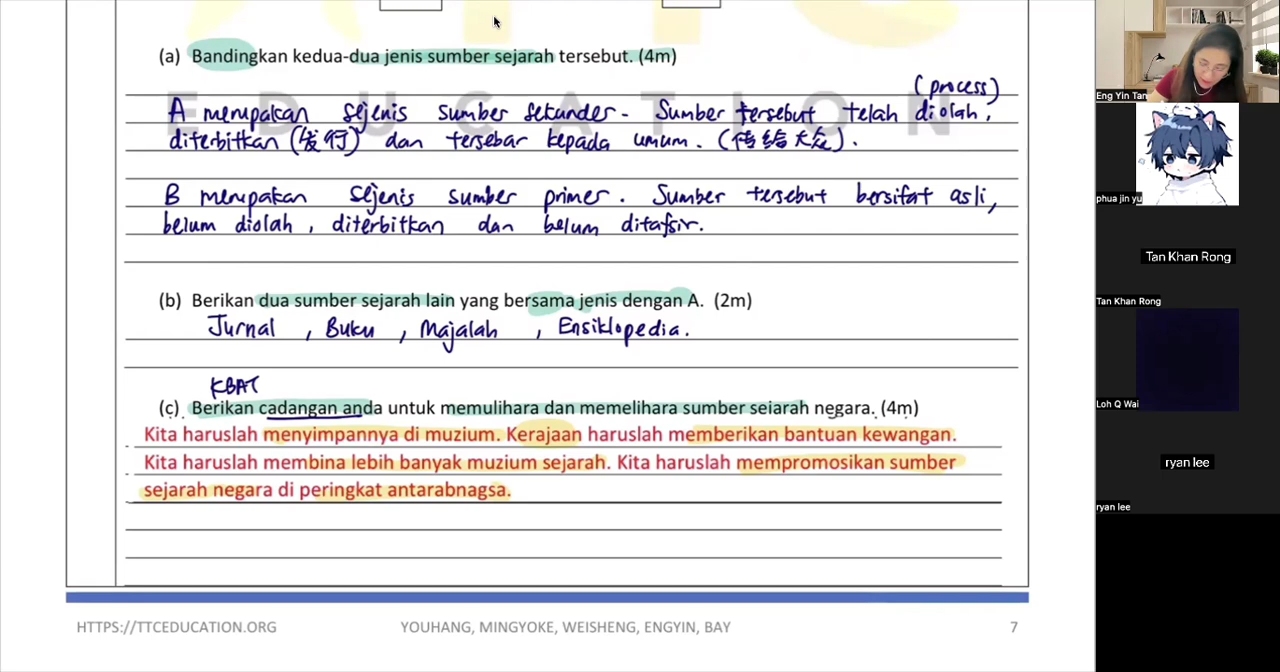 (a) Bandingkan kedua-dua jenis sumber sejarah tersebut. (4m)
(process)
A merupakan sejenis sumber sekunder. Sumber tersebut telah diolah,
diterbitkan (发行) dan tersebar kepada umum. (传给大众).
EDUCATION
B merupakan sejenis sumber primer. Sumber tersebut bersifat asli,
belum diolah, diterbitkan dan belum ditafsir.
(b) Berikan dua sumber sejarah lain yang bersama jenis dengan A. (2m)
Jurnal, Buku, Majalah, Ensiklopedia.
KBAT
(c) Berikan cadangan anda untuk memulihara dan memelihara sumber sejarah negara. (4m)
Kita haruslah menyimpannya di muzium. Kerajaan haruslah memberikan bantuan kewangan.
Kita haruslah membina lebih banyak muzium sejarah. Kita haruslah mempromosikan sumber
sejarah negara di peringkat antarabnagsa.
HTTPS://TTCEDUCATION.ORG YOUHANG, MINGYOKE, WEISHENG, ENGYIN, BAY 7
Eng Yin Tan
phua jin yu
Tan Khan Rong
Tan Khan Rong
Loh Q Wai
ryan lee
ryan lee